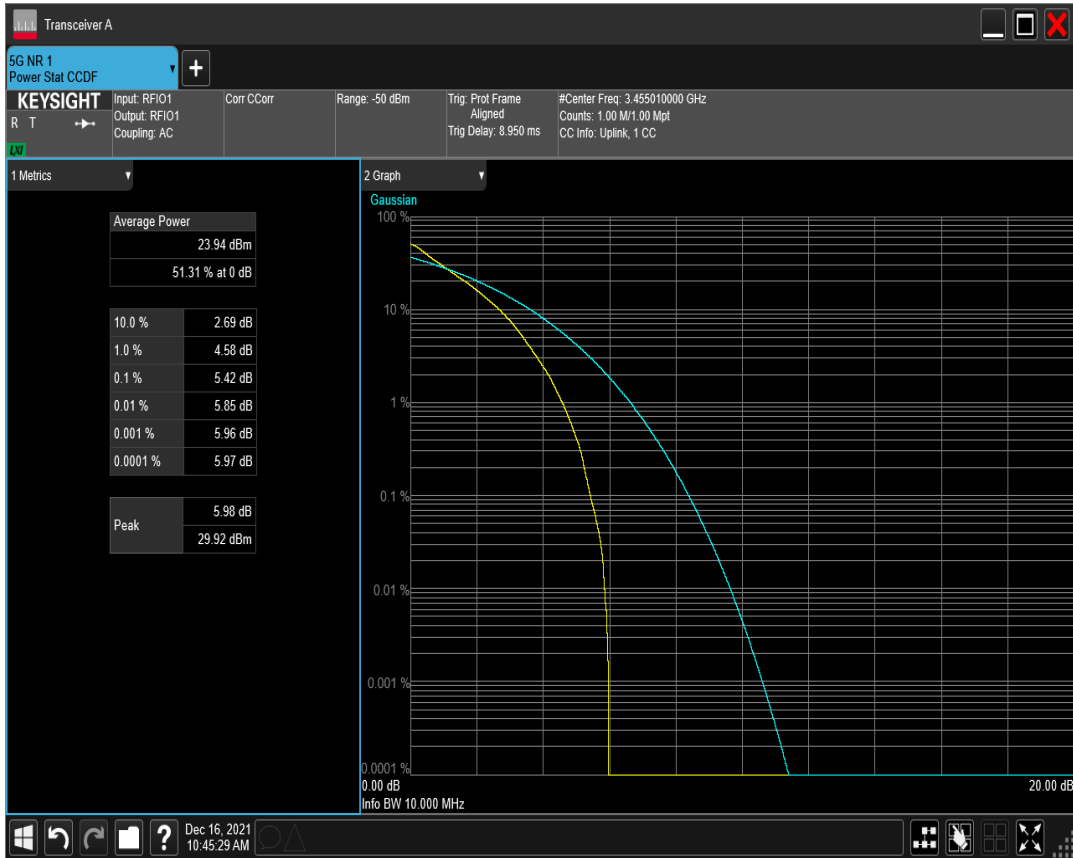 Transceiver A
5G NR 1
Power Stat CCDF
+
KEYSIGHT
R T
LXI
Input: RFIO1
Output: RFIO1
Coupling: AC
Corr CCorr
Range: -50 dBm
Trig: Prot Frame
Aligned
Trig Delay: 8.950 ms
#Center Freq: 3.455010000 GHz
Counts: 1.00 M/1.00 Mpt
CC Info: Uplink, 1 CC
1 Metrics
Average Power
23.94 dBm
51.31 % at 0 dB
10.0 % 2.69 dB
1.0 % 4.58 dB
0.1 % 5.42 dB
0.01 % 5.85 dB
0.001 % 5.96 dB
0.0001 % 5.97 dB
Peak 5.98 dB
29.92 dBm
2 Graph
Gaussian
100 %
10 %
1 %
0.1 %
0.01 %
0.001 %
0.0001 %
0.00 dB 20.00 dB
Info BW 10.000 MHz
?
Dec 16, 2021
10:45:29 AM